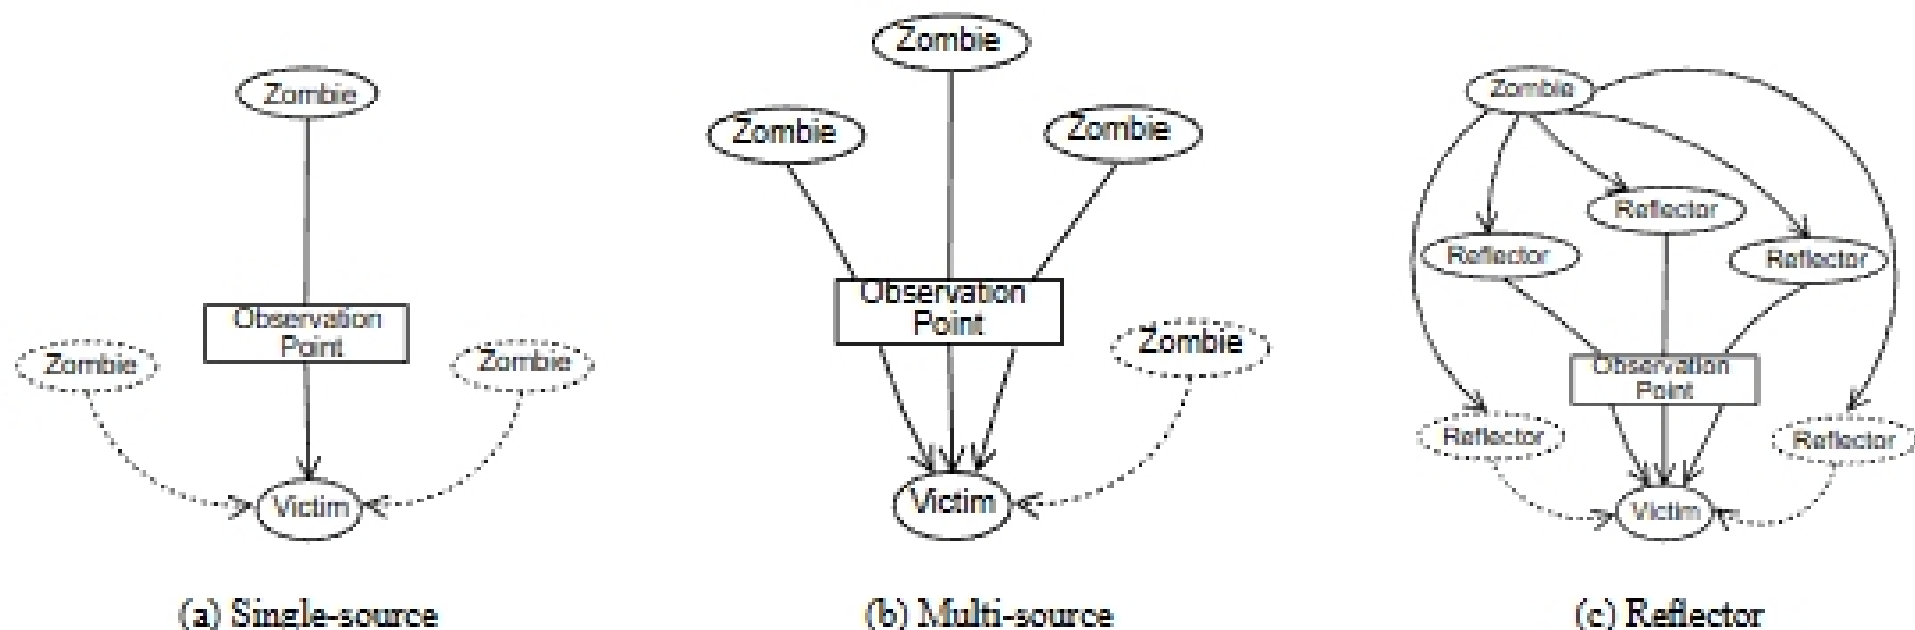 Zombie
Observation
Point
Zombie
Zombie
Victim
(a) Single-source
Zombie
Zombie
Zombie
Observation
Point
Zombie
Victim
(b) Multi-source
Zombie
Reflector
Reflector
Reflector
Observation
Point
Reflector
Reflector
Victim
(c) Reflector